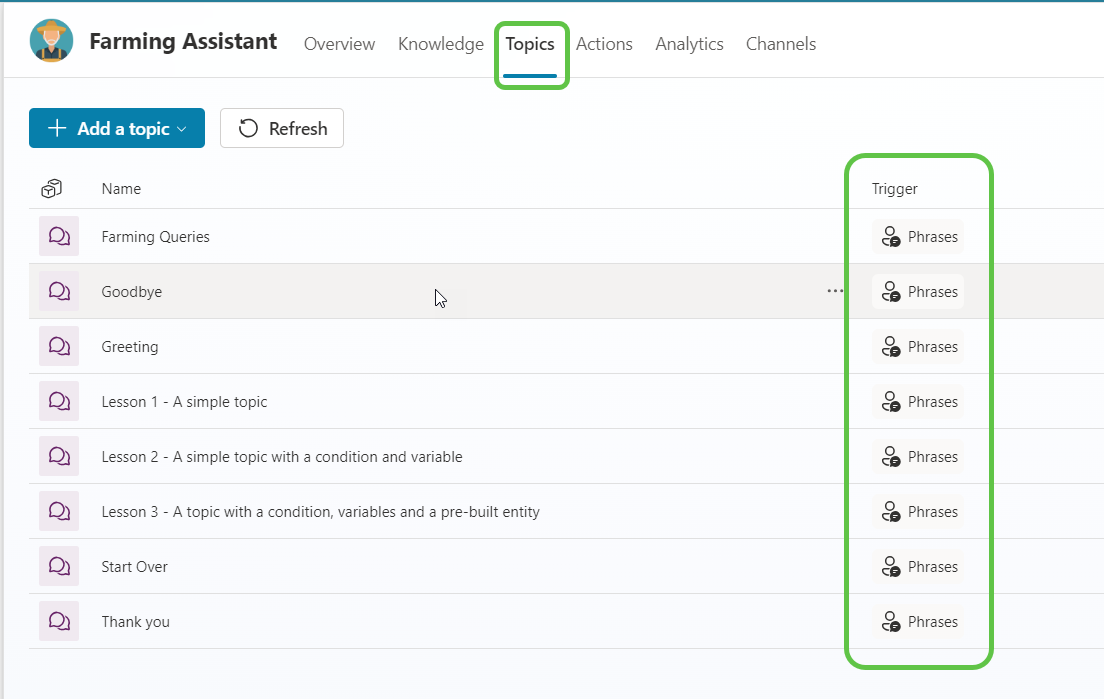 Farming Assistant Overview Knowledge Topics Actions Analytics Channels
Add a topic Refresh
Name Trigger
Farming Queries Phrases
Goodbye ... Phrases
Greeting Phrases
Lesson 1 - A simple topic Phrases
Lesson 2 - A simple topic with a condition and variable Phrases
Lesson 3 - A topic with a condition, variables and a pre-built entity Phrases
Start Over Phrases
Thank you Phrases